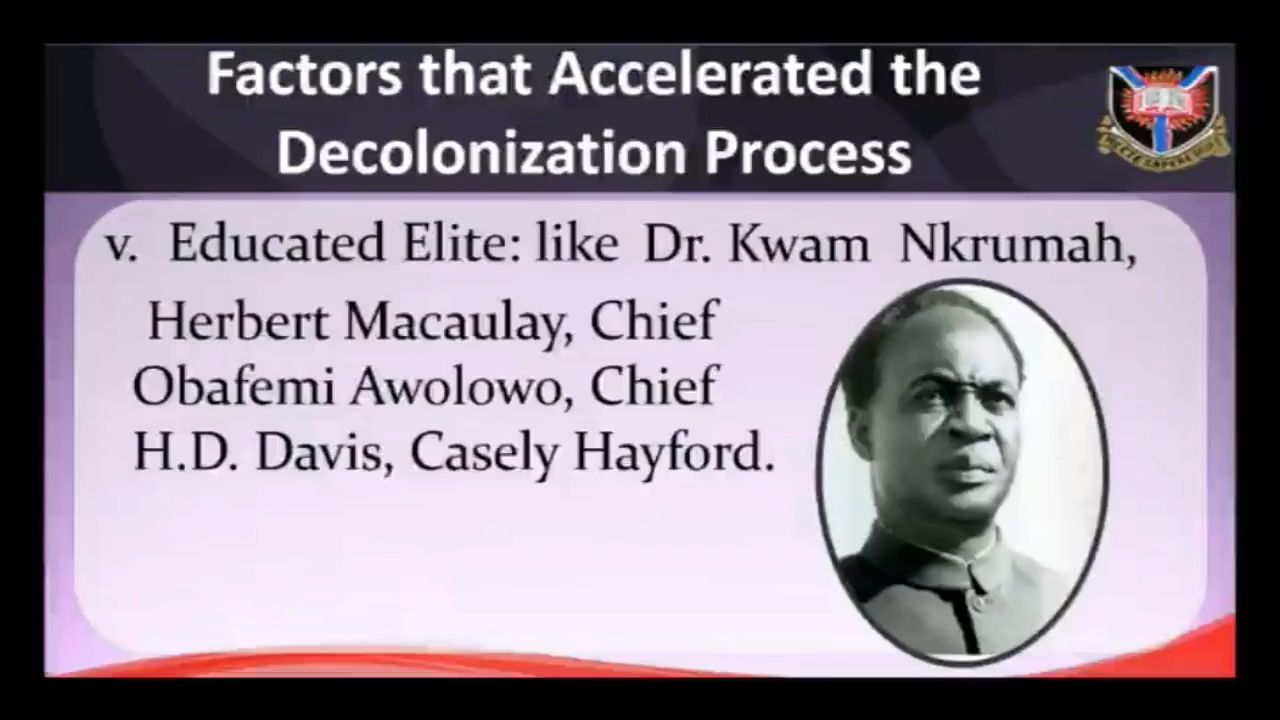 Factors that Accelerated the
Decolonization Process
v. Educated Elite: like Dr. Kwam Nkrumah,
Herbert Macaulay, Chief
Obafemi Awolowo, Chief
H.D. Davis, Casely Hayford.